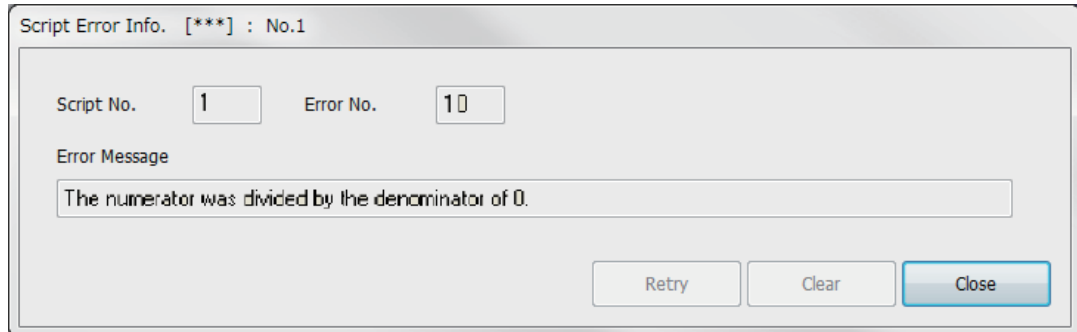 Script Error Info. [***] : No.1
Script No. 1 Error No. 10
Error Message
The numerator was divided by the denominator of 0.
Retry Clear Close